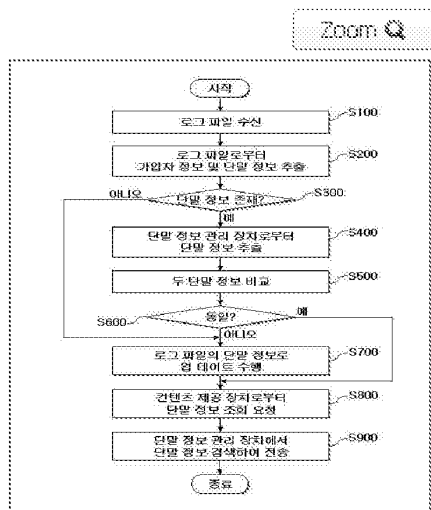 Zoom
시작
로그 파일 수신
S100
로그 파일로부터
가입자 정보 및 단말 정보 추출
S200
단말 정보 존재?
S300
아니오
예
단말 정보 관리 장치로부터
단말 정보 추출
S400
두 단말 정보 비교
S500
동일?
S600
예
아니오
로그 파일의 단말 정보로
업 데이트 수행
S700
컨텐츠 제공 장치로부터
단말 정보 조회 요청
S800
단말 정보 관리 장치에서
단말 정보 검색하여 전송
S900
종료